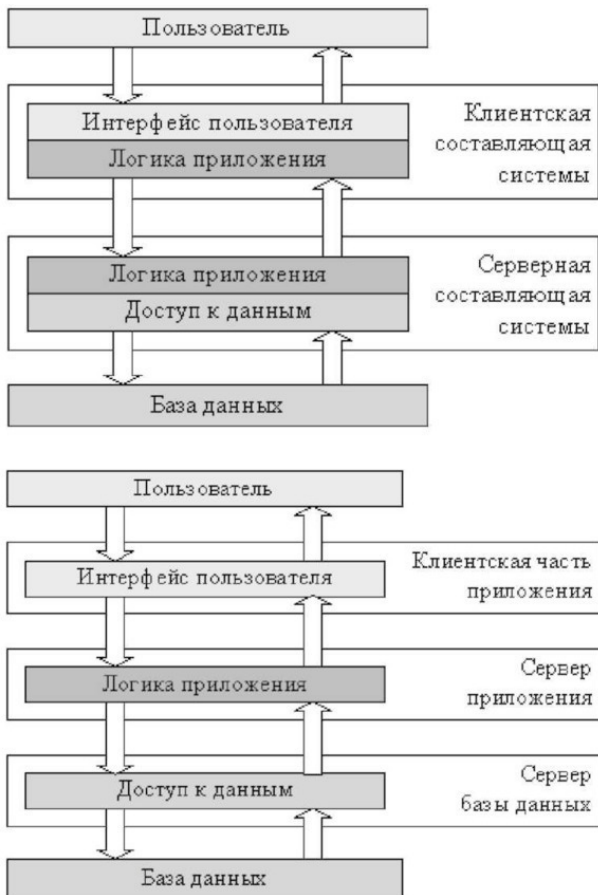 Пользователь
Интерфейс пользователя
Логика приложения
Клиентская
составляющая
системы
Логика приложения
Доступ к данным
Серверная
составляющая
системы
База данных
Пользователь
Интерфейс пользователя
Клиентская часть
приложения
Логика приложения
Сервер
приложения
Доступ к данным
Сервер
базы данных
База данных